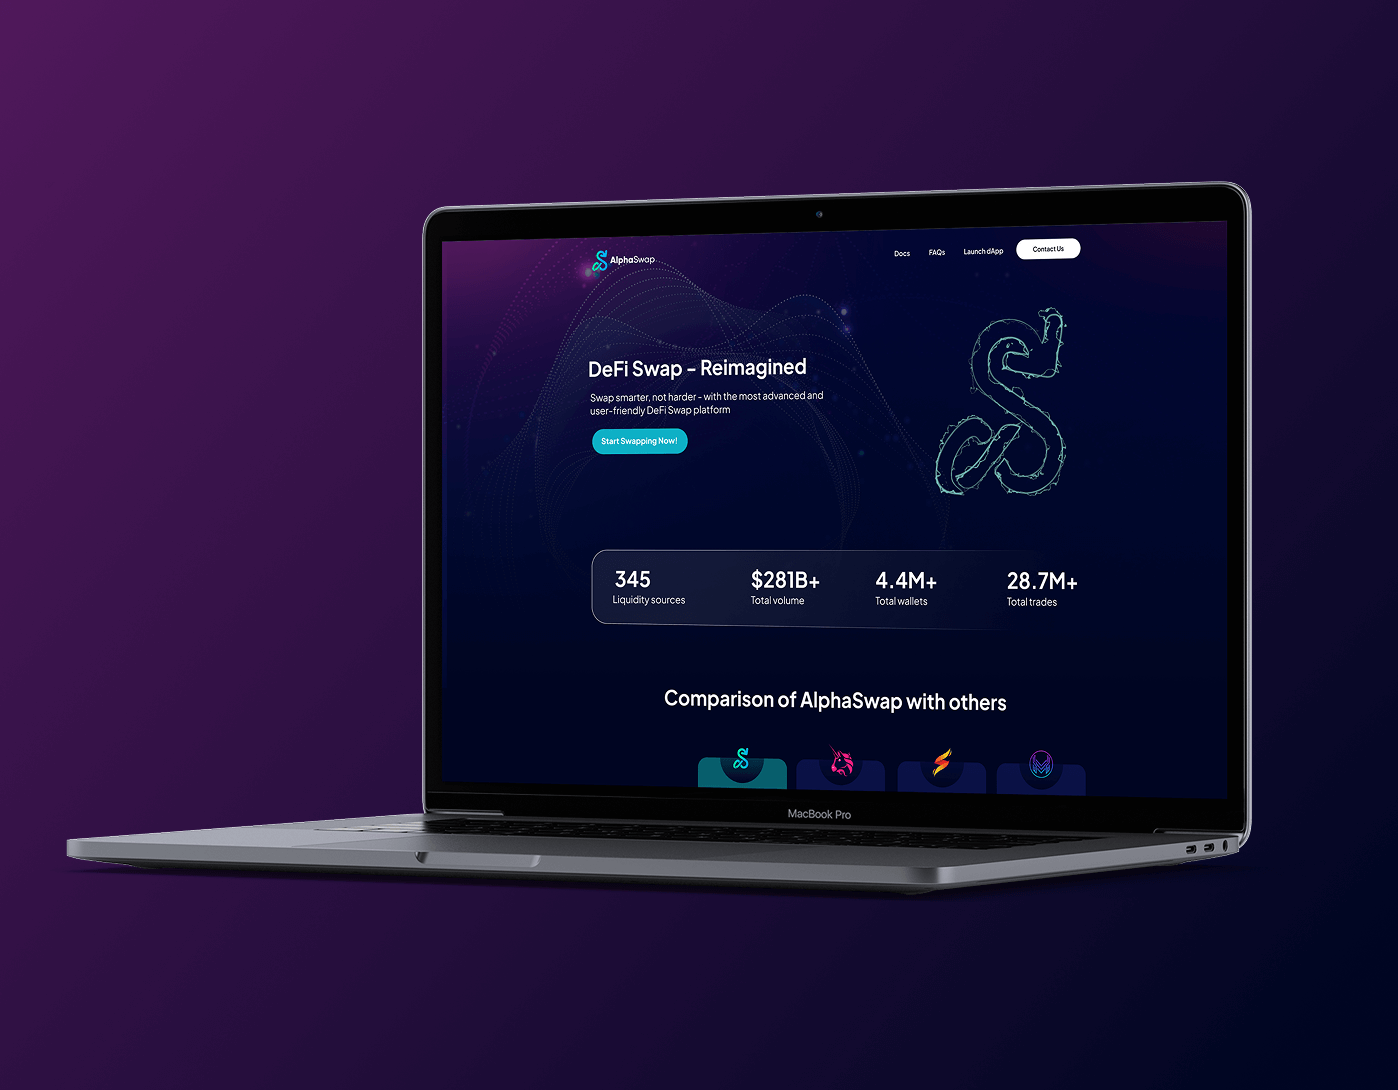 AlphaSwap
Docs
FAQs
Launch dApp
Contact Us
DeFi Swap - Reimagined
Swap smarter, not harder - with the most advanced and
user-friendly DeFi Swap platform
Start Swapping Now!
345
Liquidity sources
$281B+
Total volume
4.4M+
Total wallets
28.7M+
Total trades
Comparison of AlphaSwap with others
MacBook Pro